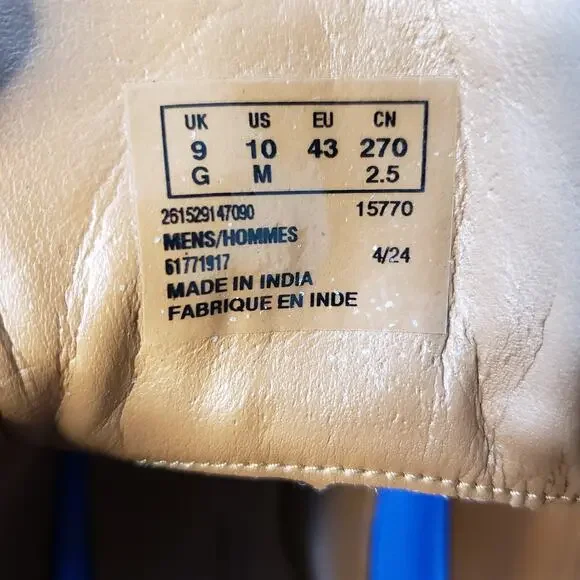 UK US EU CN
9 10 43 270
G M 2.5
261529147090 15770
MENS/HOMMES
61771917 4/24
MADE IN INDIA
FABRIQUE EN INDE